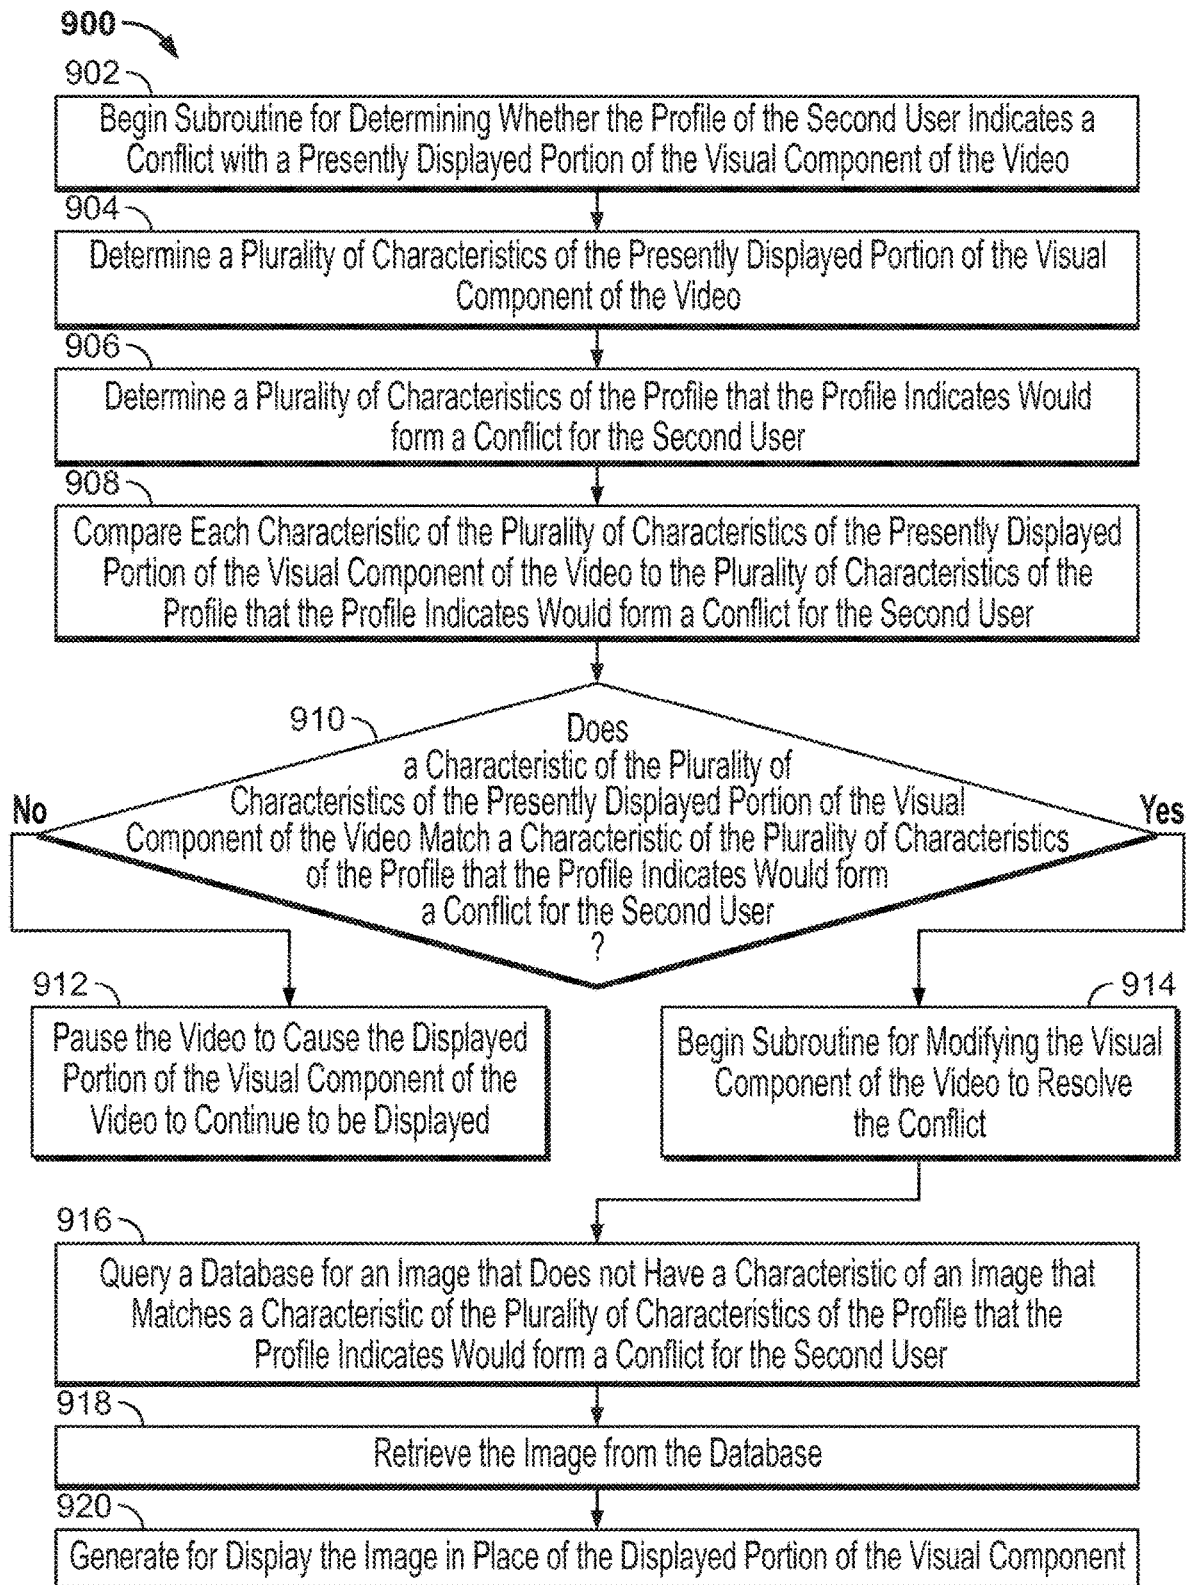 900
902
Begin Subroutine for Determining Whether the Profile of the Second User Indicates a
Conflict with a Presently Displayed Portion of the Visual Component of the Video
904
Determine a Plurality of Characteristics of the Presently Displayed Portion of the Visual
Component of the Video
906
Determine a Plurality of Characteristics of the Profile that the Profile Indicates Would
form a Conflict for the Second User
908
Compare Each Characteristic of the Plurality of Characteristics of the Presently Displayed
Portion of the Visual Component of the Video to the Plurality of Characteristics of the
Profile that the Profile Indicates Would form a Conflict for the Second User
910
Does
a Characteristic of the Plurality of
Characteristics of the Presently Displayed Portion of the Visual
Component of the Video Match a Characteristic of the Plurality of Characteristics
of the Profile that the Profile Indicates Would form
a Conflict for the Second User
?
No
Yes
912
Pause the Video to Cause the Displayed
Portion of the Visual Component of the
Video to Continue to be Displayed
914
Begin Subroutine for Modifying the Visual
Component of the Video to Resolve
the Conflict
916
Query a Database for an Image that Does not Have a Characteristic of an Image that
Matches a Characteristic of the Plurality of Characteristics of the Profile that the
Profile Indicates Would form a Conflict for the Second User
918
Retrieve the Image from the Database
920
Generate for Display the Image in Place of the Displayed Portion of the Visual Component